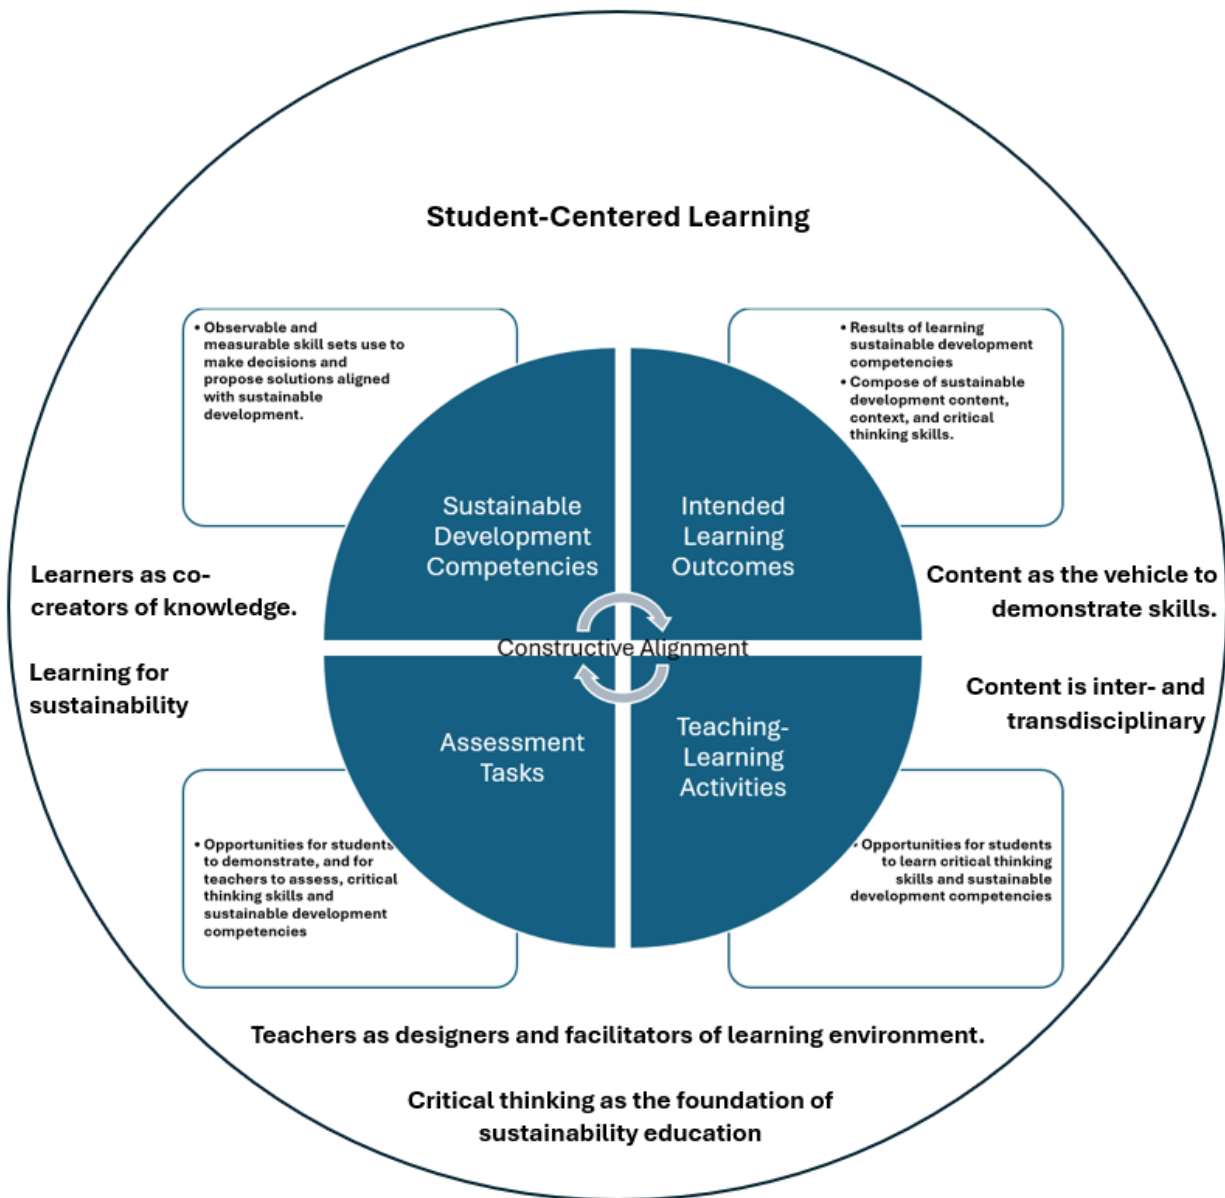 Student-Centered Learning
• Observable and
measurable skill sets use to
make decisions and
propose solutions aligned
with sustainable
development.
• Results of learning
sustainable development
competencies
• Compose of sustainable
development content,
context, and critical
thinking skills.
Sustainable
Development
Competencies
Intended
Learning
Outcomes
Learners as co-
creators of knowledge.
Learning for
sustainability
Content as the vehicle to
demonstrate skills.
Content is inter- and
transdisciplinary
Constructive Alignment
Assessment
Tasks
Teaching-
Learning
Activities
• Opportunities for students
to demonstrate, and for
teachers to assess, critical
thinking skills and
sustainable development
competencies
• Opportunities for students
to learn critical thinking
skills and sustainable
development competencies
Teachers as designers and facilitators of learning environment.
Critical thinking as the foundation of
sustainability education